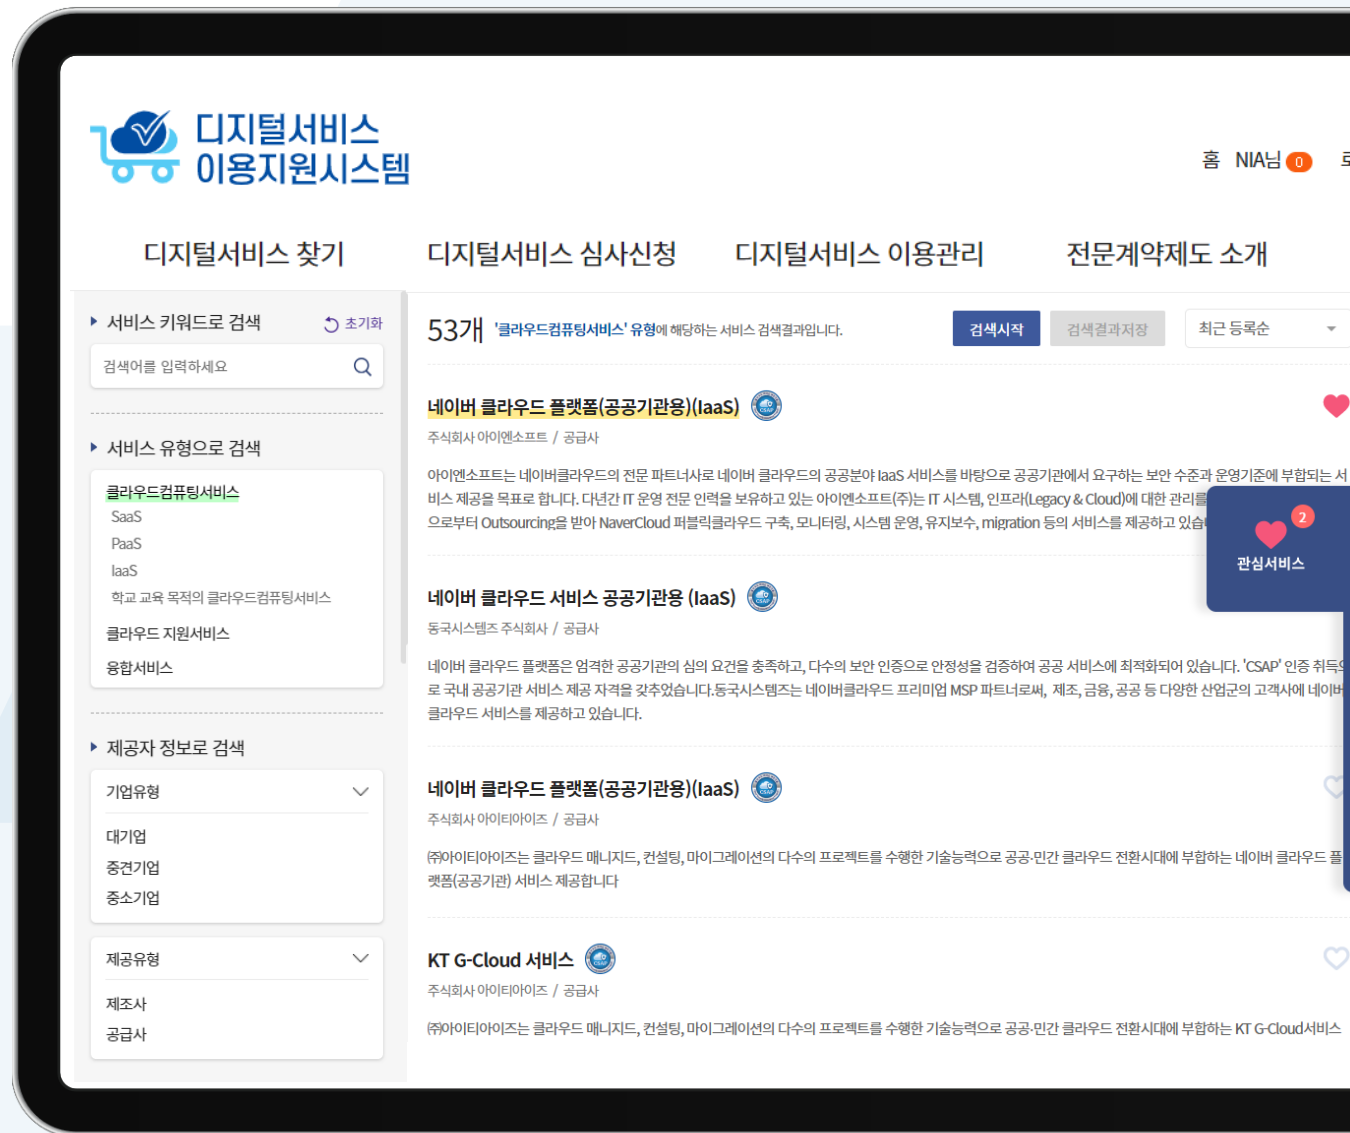 디지털서비스
이용지원시스템
홈 NIA님 0
디지털서비스 찾기 디지털서비스 심사신청 디지털서비스 이용관리 전문계약제도 소개
서비스 키워드로 검색 초기화
검색어를 입력하세요
서비스 유형으로 검색
클라우드컴퓨팅서비스
SaaS
PaaS
IaaS
학교 교육 목적의 클라우드컴퓨팅서비스
클라우드 지원서비스
융합서비스
제공자 정보로 검색
기업유형
대기업
중견기업
중소기업
제공유형
제조사
공급사
53개 '클라우드컴퓨팅서비스' 유형에 해당하는 서비스 검색결과입니다.
검색시작 검색결과저장 최근 등록순
네이버 클라우드 플랫폼(공공기관용)(IaaS) CSAP
주식회사 아이엔소프트 / 공급사
아이엔소프트는 네이버클라우드의 전문 파트너사로 네이버 클라우드의 공공분야 IaaS 서비스를 바탕으로 공공기관에서 요구하는 보안 수준과 운영기준에 부합되는 서
비스 제공을 목표로 합니다. 다년간 IT 운영 전문 인력을 보유하고 있는 아이엔소프트(주)는 IT 시스템, 인프라(Legacy & Cloud)에 대한 관리를
으로부터 Outsourcing을 받아 NaverCloud 퍼블릭클라우드 구축, 모니터링, 시스템 운영, 유지보수, migration 등의 서비스를 제공하고 있습
2
관심서비스
네이버 클라우드 서비스 공공기관용 (IaaS) CSAP
동국시스템즈 주식회사 / 공급사
네이버 클라우드 플랫폼은 엄격한 공공기관의 심의 요건을 충족하고, 다수의 보안 인증으로 안정성을 검증하여 공공 서비스에 최적화되어 있습니다. 'CSAP' 인증 취득으
로 국내 공공기관 서비스 제공 자격을 갖추었습니다.동국시스템즈는 네이버클라우드 프리미업 MSP 파트너로써, 제조, 금융, 공공 등 다양한 산업군의 고객사에 네이버
클라우드 서비스를 제공하고 있습니다.
네이버 클라우드 플랫폼(공공기관용)(IaaS) CSAP
주식회사 아이티아이즈 / 공급사
㈜아이티아이즈는 클라우드 매니지드, 컨설팅, 마이그레이션의 다수의 프로젝트를 수행한 기술능력으로 공공·민간 클라우드 전환시대에 부합하는 네이버 클라우드 플
랫폼(공공기관) 서비스 제공합니다
KT G-Cloud 서비스 CSAP
주식회사 아이티아이즈 / 공급사
㈜아이티아이즈는 클라우드 매니지드, 컨설팅, 마이그레이션의 다수의 프로젝트를 수행한 기술능력으로 공공·민간 클라우드 전환시대에 부합하는 KT G-Cloud서비스